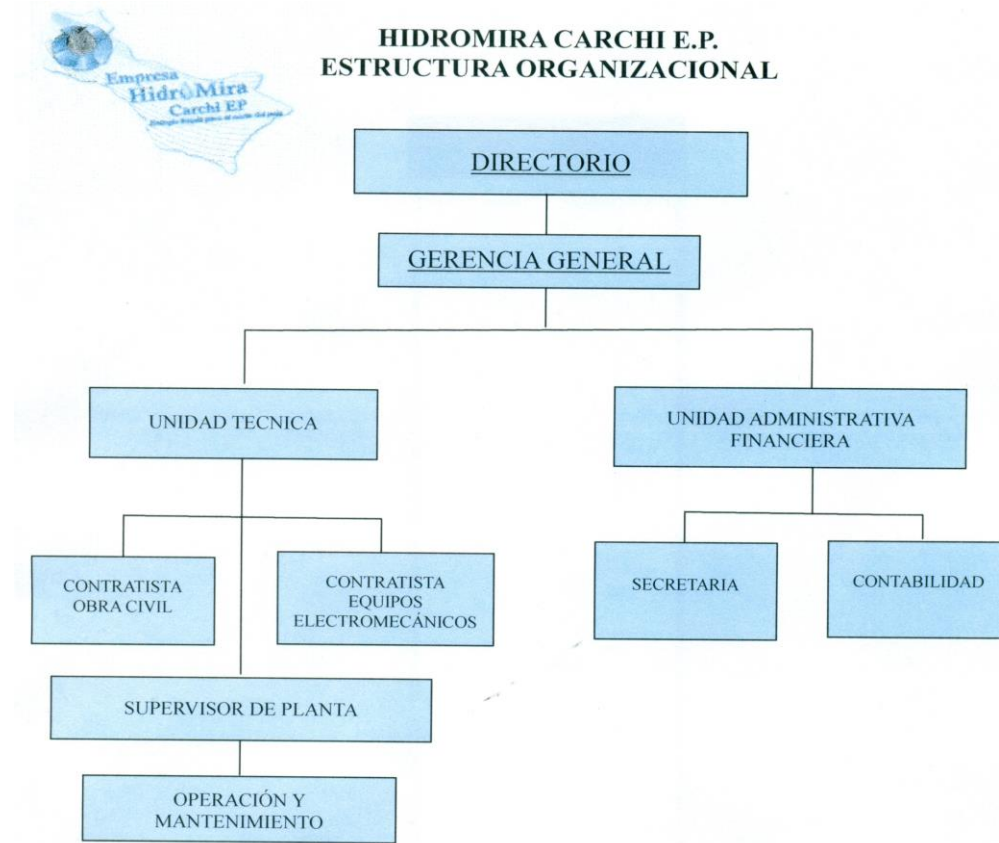 HIDROMIRA CARCHI E.P.
ESTRUCTURA ORGANIZACIONAL
Empresa
HidroMira
Carchi EP
DIRECTORIO
GERENCIA GENERAL
UNIDAD TECNICA
UNIDAD ADMINISTRATIVA
FINANCIERA
CONTRATISTA
OBRA CIVIL
CONTRATISTA
EQUIPOS
ELECTROMECÁNICOS
SECRETARIA
CONTABILIDAD
SUPERVISOR DE PLANTA
OPERACIÓN Y
MANTENIMIENTO